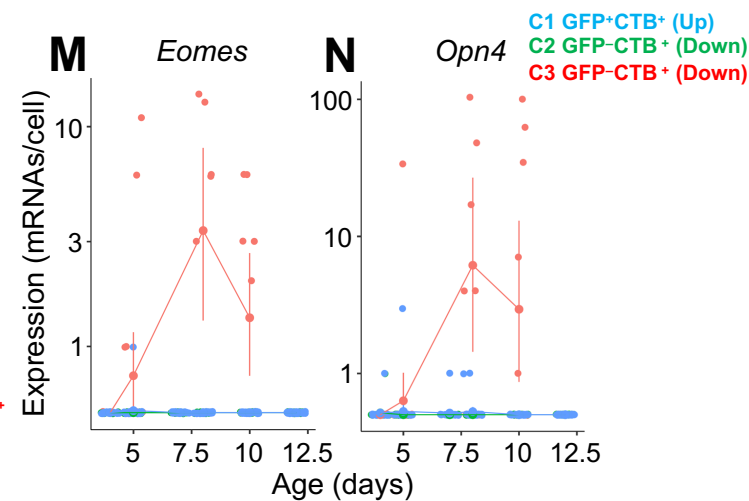 M Eomes N Opn4
C1 GFP⁺CTB⁺ (Up)
C2 GFP–CTB⁺ (Down)
C3 GFP–CTB⁺ (Down)
Expression (mRNAs/cell)
10
3
1
100
10
1
5 7.5 10 12.5 5 7.5 10 12.5
Age (days)
+